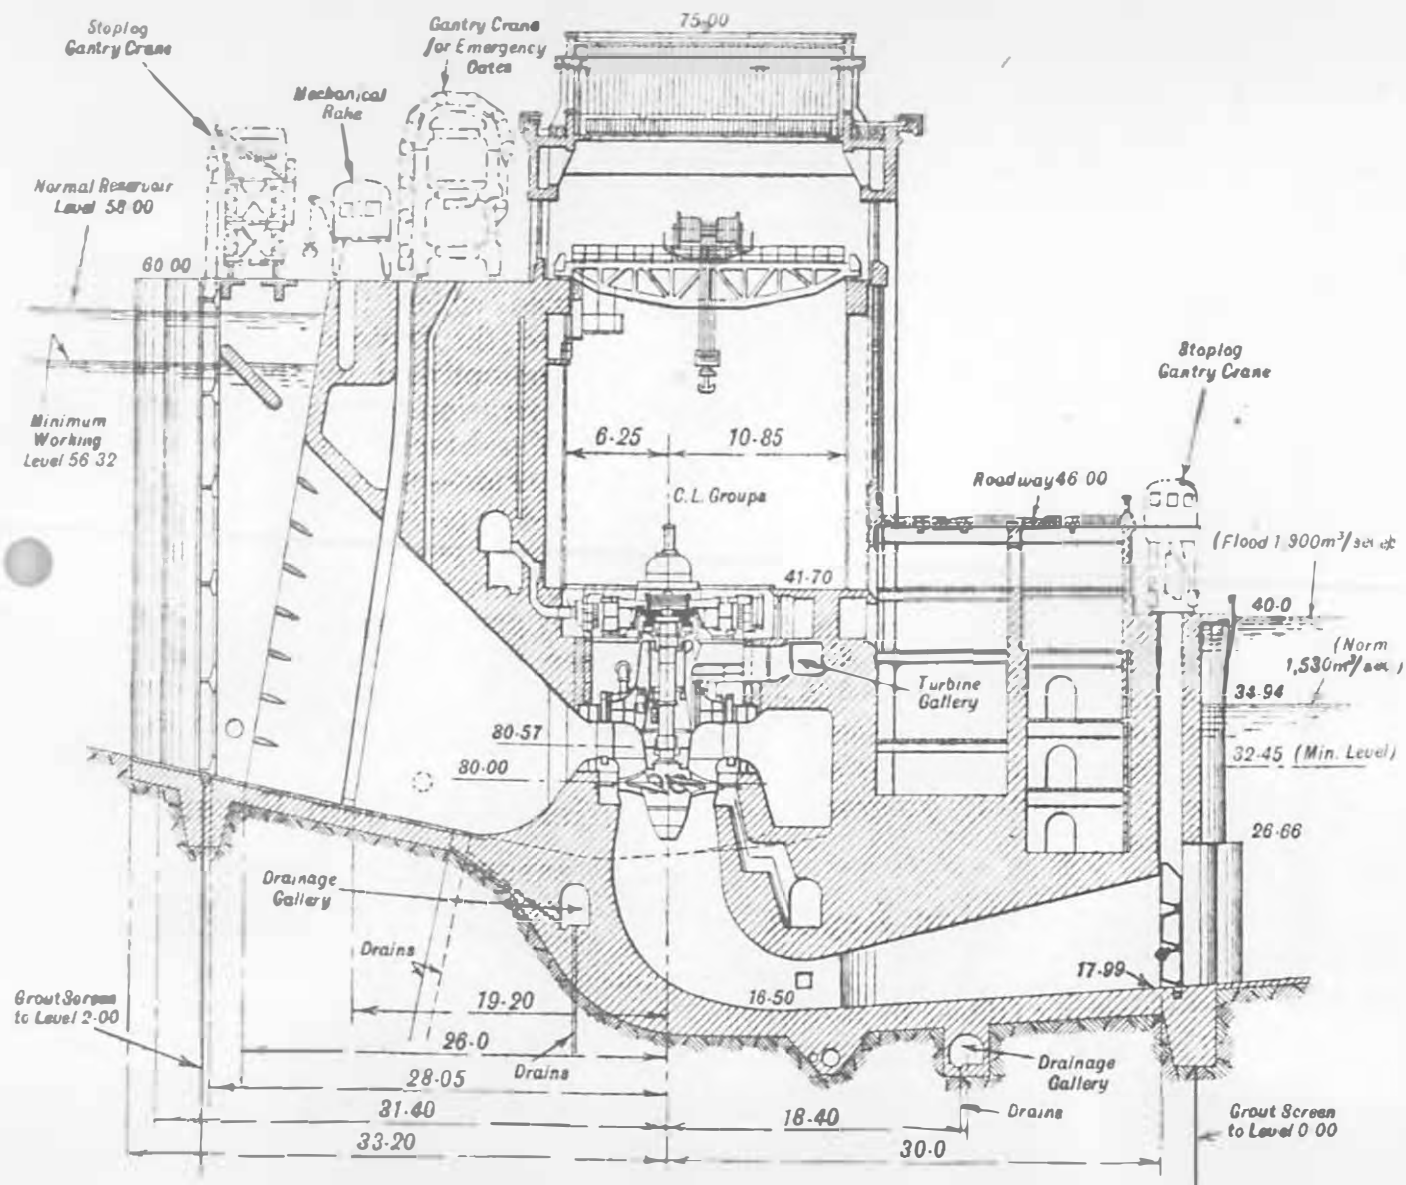 Stoplog
Gantry Crane
Gantry Crane
for Emergency
Gates
75·00
Mechanical
Rake
Normal Reservoir
Level 58·00
60·00
Minimum
Working
Level 56·32
6·25
10·85
C.L. Groups
Stoplog
Gantry Crane
Roadway 46·00
(Flood 1,900m³/sec
41·70
40·0
(Norm
1,530m³/sec)
Turbine
Gallery
33·94
80·57
80·00
32·45 (Min. Level)
26·66
Drainage
Gallery
Drains
17·99
16·50
Grout Screen
to Level 2·00
19·20
26·0
Drains
28·05
Drainage
Gallery
31·40
18·40
Drains
Grout Screen
to Level 0·00
33·20
30·0